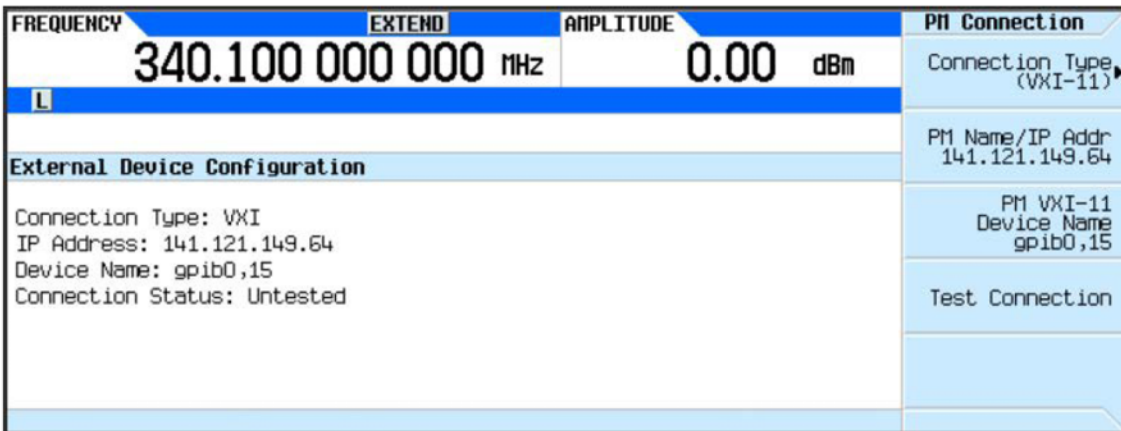 FREQUENCY EXTEND AMPLITUDE
340.100 000 000 MHz 0.00 dBm
L
External Device Configuration
Connection Type: VXI
IP Address: 141.121.149.64
Device Name: gpib0,15
Connection Status: Untested
PM Connection
Connection Type
(VXI-11)
PM Name/IP Addr
141.121.149.64
PM VXI-11
Device Name
gpib0,15
Test Connection